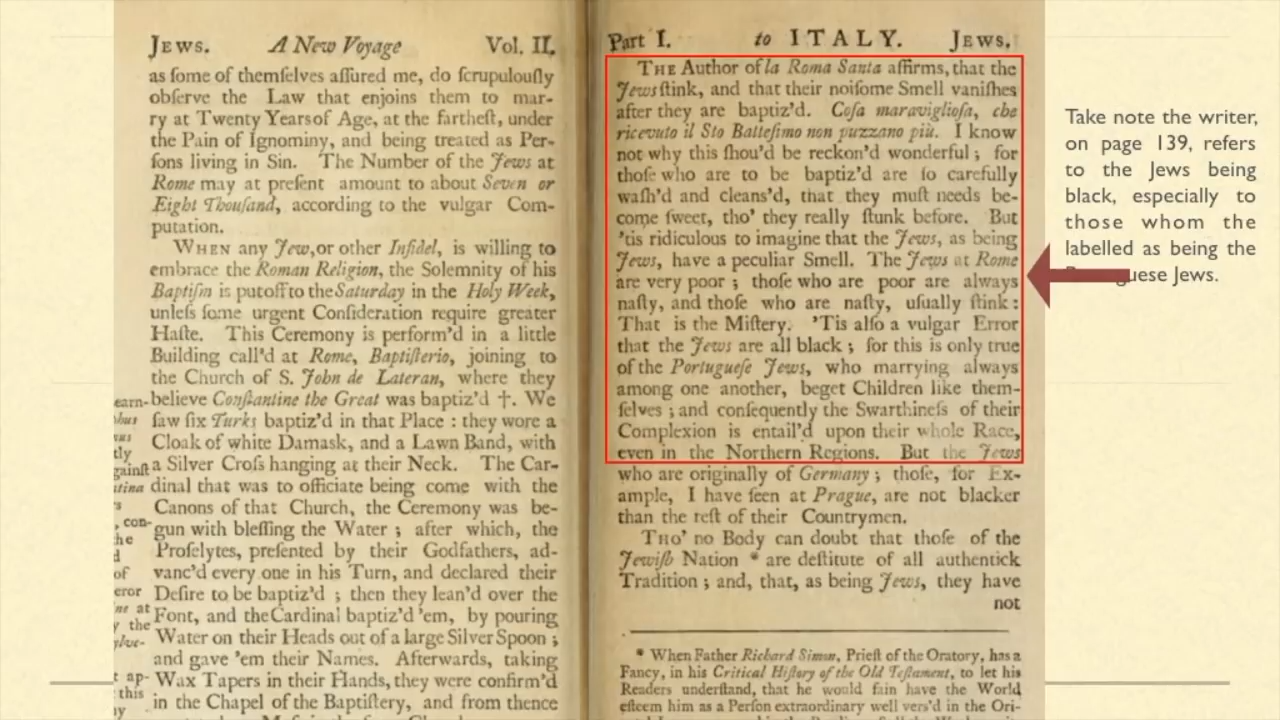 JEWS. A New Voyage Vol. II.
as ſome of themſelves aſſured me, do ſcrupulouſly
obſerve the Law that enjoins them to mar-
ry at Twenty Years of Age, at the fartheſt, under
the Pain of Ignominy, and being treated as Per-
ſons living in Sin. The Number of the Jews at
Rome may at preſent amount to about Seven or
Eight Thouſand, according to the vulgar Com-
putation.
WHEN any Jew, or other Infidel, is willing to
embrace the Roman Religion, the Solemnity of his
Baptiſm is put off to the Saturday in the Holy Week,
unleſs ſome urgent Conſideration require greater
Haſte. This Ceremony is perform'd in a little
Building call'd at Rome, Baptiſterio, joining to
the Church of S. John de Lateran, where they
believe Conſtantine the Great was baptiz'd †. We
ſaw ſix Turks baptiz'd in that Place : they wore a
Cloak of white Damask, and a Lawn Band, with
a Silver Croſs hanging at their Neck. The Car-
dinal that was to officiate being come with the
Canons of that Church, the Ceremony was be-
gun with bleſſing the Water ; after which, the
Proſelytes, preſented by their Godfathers, ad-
vanc'd every one in his Turn, and declared their
Deſire to be baptiz'd ; then they lean'd over the
Font, and the Cardinal baptiz'd 'em, by pouring
Water on their Heads out of a large Silver Spoon ;
and gave 'em their Names. Afterwards, taking
Wax Tapers in their Hands, they were confirm'd
in the Chapel of the Baptiſtery, and from thence
Part I. to ITALY. JEWS.
THE Author of la Roma Santa affirms, that the
Jews ſtink, and that their noiſome Smell vaniſhes
after they are baptiz'd. Coſa maraviglioſa, che
ricevuto il Sto Batteſimo non puzzano più. I know
not why this ſhou'd be reckon'd wonderful ; for
thoſe who are to be baptiz'd are ſo carefully
waſh'd and cleans'd, that they muſt needs be-
come ſweet, tho' they really ſtunk before. But
'tis ridiculous to imagine that the Jews, as being
Jews, have a peculiar Smell. The Jews at Rome
are very poor ; thoſe who are poor are always
naſty, and thoſe who are naſty, uſually ſtink :
That is the Miſtery. 'Tis alſo a vulgar Error
that the Jews are all black ; for this is only true
of the Portugueſe Jews, who marrying always
among one another, beget Children like them-
ſelves ; and conſequently the Swarthineſs of their
Complexion is entail'd upon their whole Race,
even in the Northern Regions. But the Jews
who are originally of Germany ; thoſe, for Ex-
ample, I have ſeen at Prague, are not blacker
than the reſt of their Countrymen.
THO' no Body can doubt that thoſe of the
Jewiſh Nation * are deſtitute of all authentick
Tradition ; and, that, as being Jews, they have
not
* When Father Richard Simon, Prieſt of the Oratory, has a
Fancy, in his Critical Hiſtory of the Old Teſtament, to let his
Readers underſtand, that he would fain have the World
eſteem him as a Perſon extraordinary well vers'd in the Ori-
Take note the writer,
on page 139, refers
to the Jews being
black, especially to
those whom the
labelled as being the
Jews.